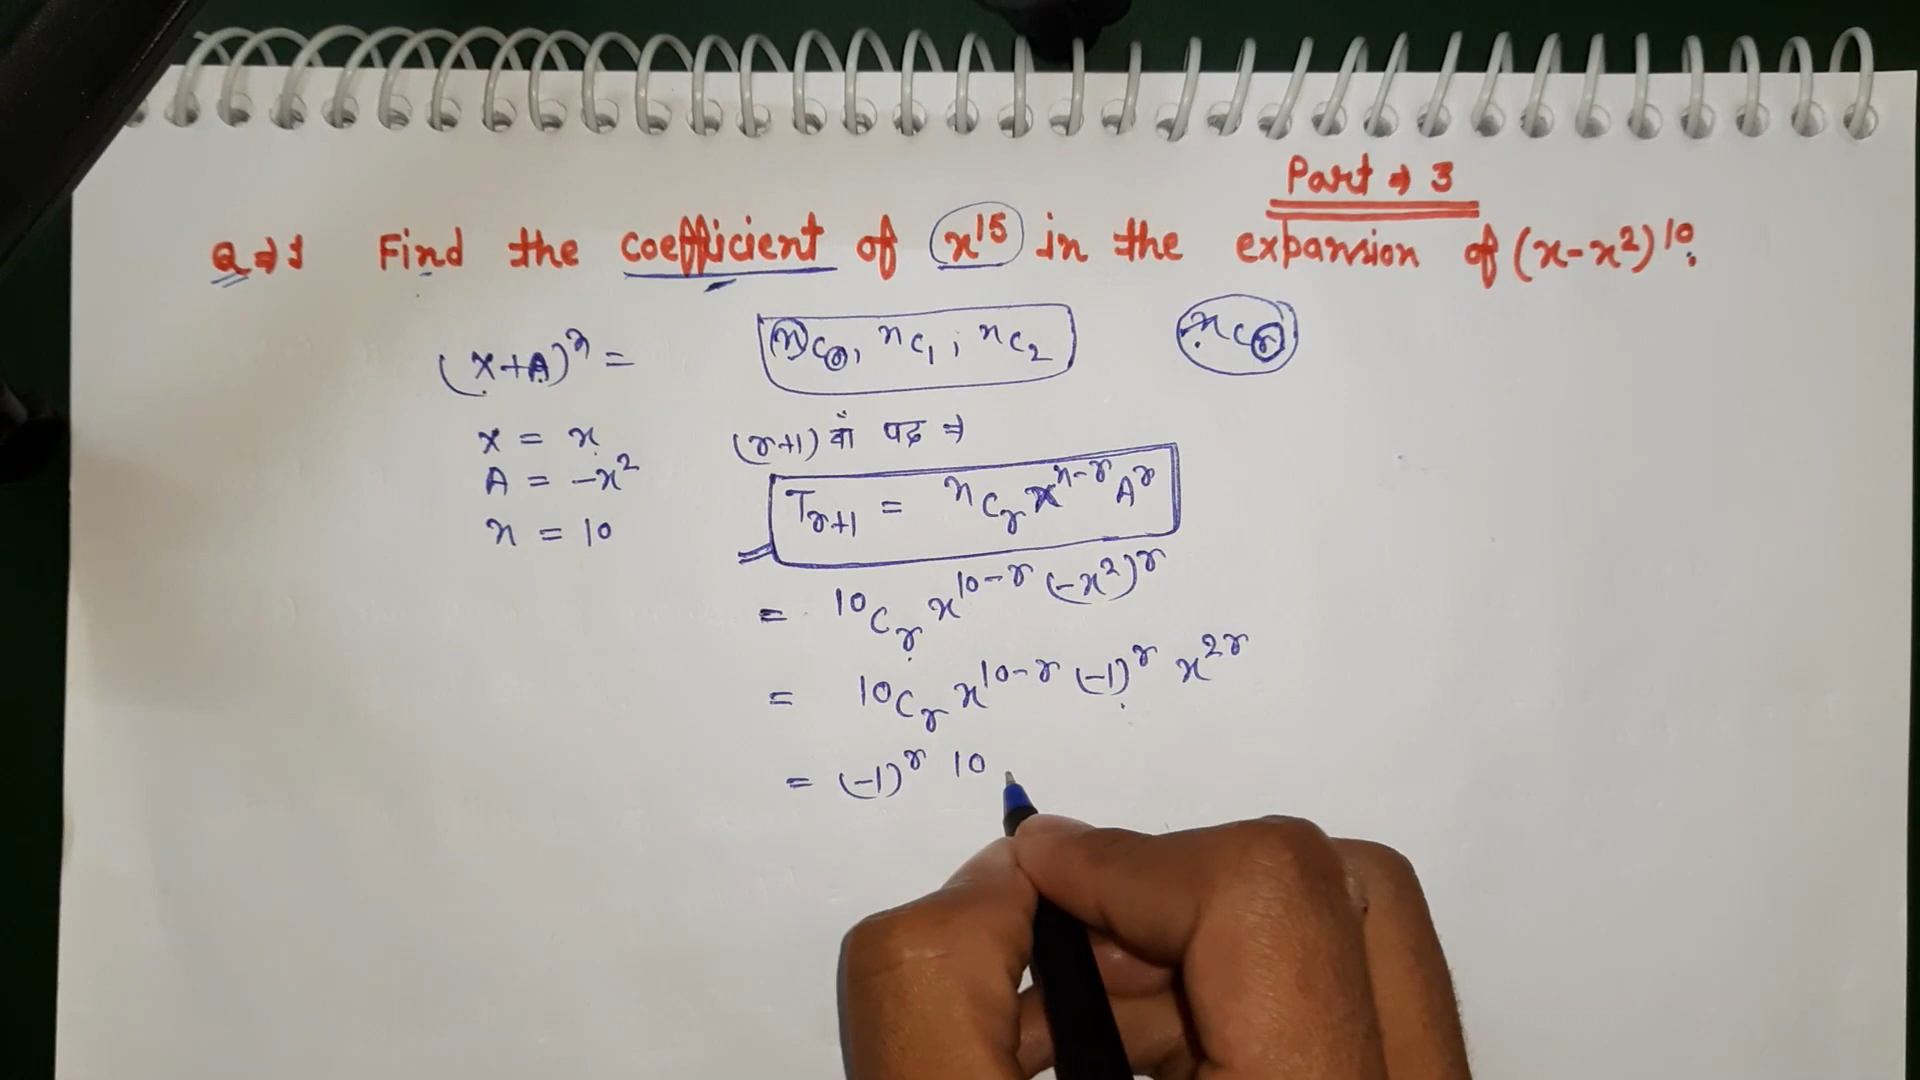 Part ⇒ 3
Q ⇒ 1 Find the coefficient of x¹⁵ in the expansion of (x-x²)¹⁰.
(x+A)ⁿ = ⁿC₀, ⁿC₁, ⁿC₂ ⁿCᵣ
x = x (r+1) वाँ पद ⇒
A = -x² Tᵣ₊₁ = ⁿCᵣ xⁿ⁻ʳ Aʳ
n = 10
= ¹⁰Cᵣ x¹⁰⁻ʳ (-x²)ʳ
= ¹⁰Cᵣ x¹⁰⁻ʳ (-1)ʳ x²ʳ
= (-1)ʳ 10